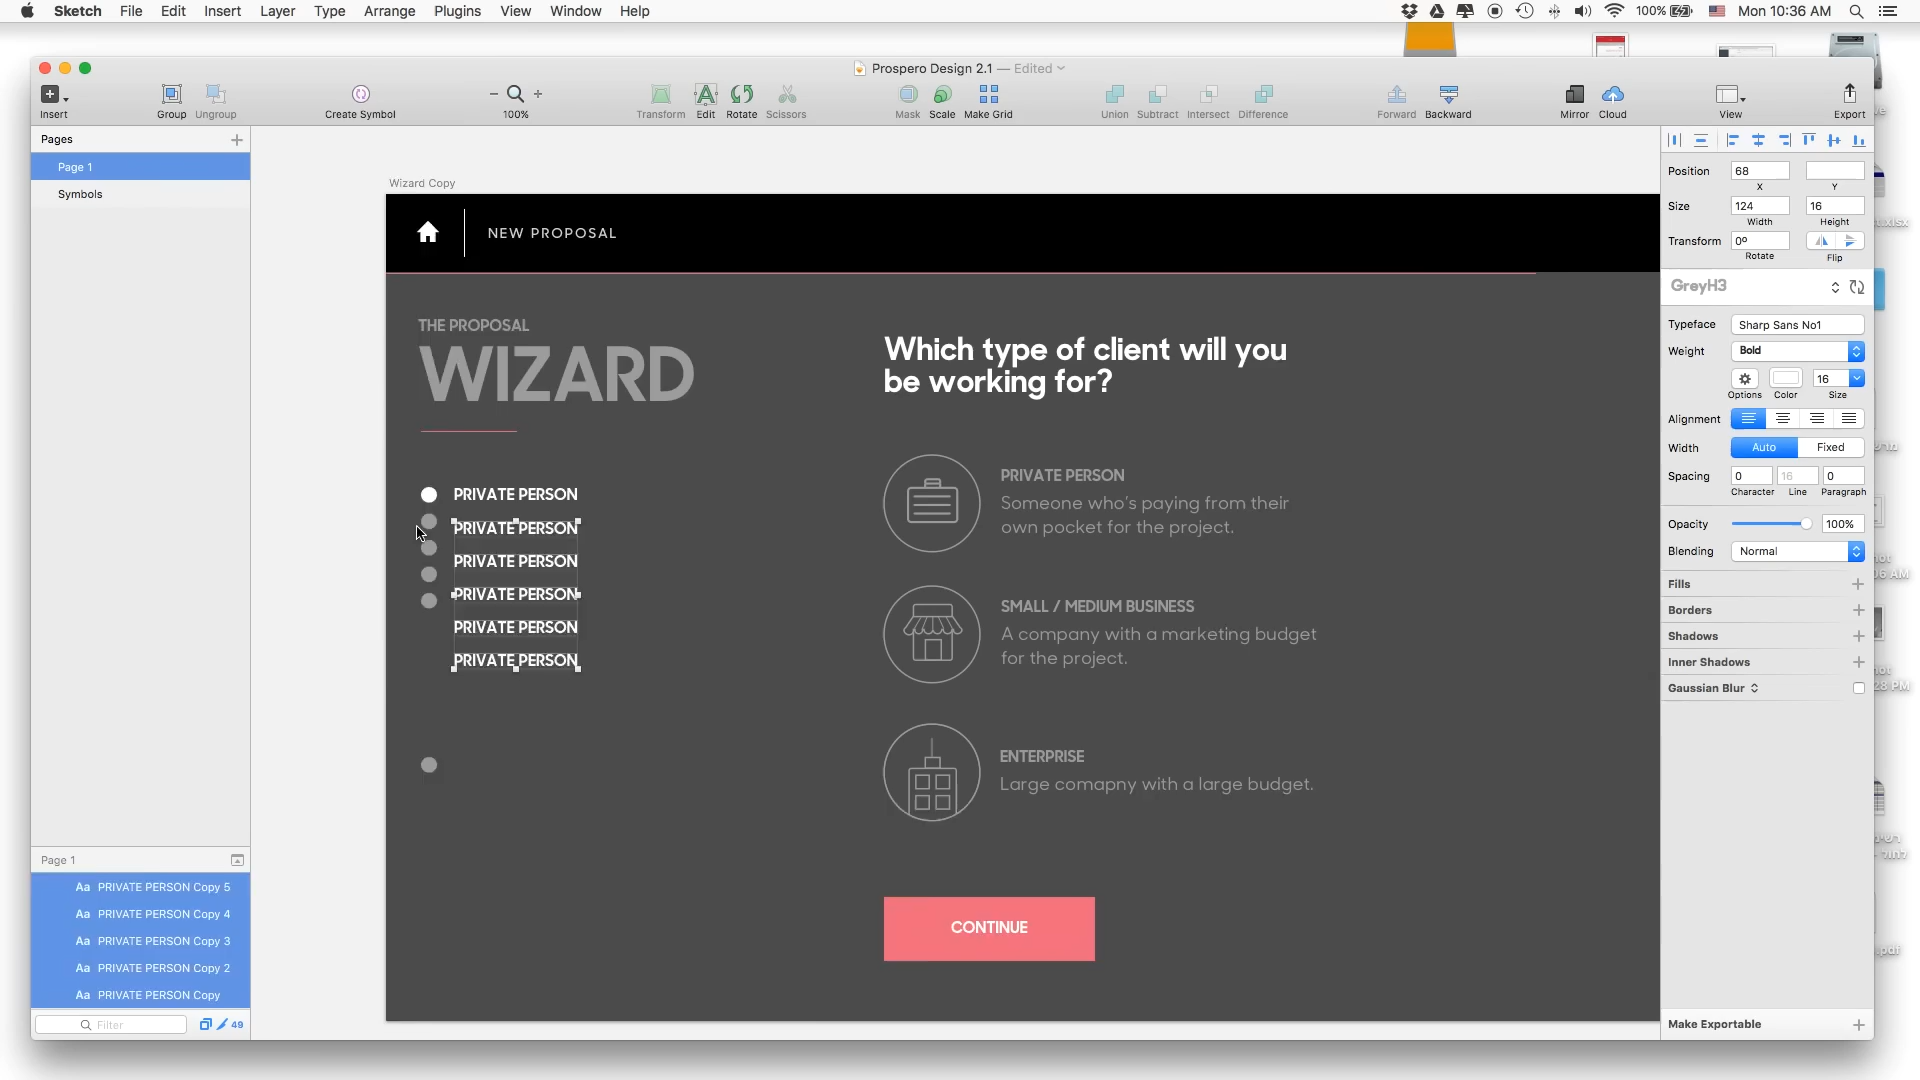 Sketch File Edit Insert Layer Type Arrange Plugins View Window Help
100% Mon 10:36 AM
Prospero Design 2.1 — Edited
Insert Group Ungroup Create Symbol 100% Transform Edit Rotate Scissors Mask Scale Make Grid Union Subtract Intersect Difference Forward Backward Mirror Cloud View Export
Pages
Page 1
Symbols
Wizard Copy
NEW PROPOSAL
THE PROPOSAL
WIZARD
Which type of client will you
be working for?
PRIVATE PERSON
PRIVATE PERSON
PRIVATE PERSON
PRIVATE PERSON
PRIVATE PERSON
PRIVATE PERSON
PRIVATE PERSON
Someone who's paying from their
own pocket for the project.
SMALL / MEDIUM BUSINESS
A company with a marketing budget
for the project.
ENTERPRISE
Large comapny with a large budget.
CONTINUE
Page 1
Aa PRIVATE PERSON Copy 5
Aa PRIVATE PERSON Copy 4
Aa PRIVATE PERSON Copy 3
Aa PRIVATE PERSON Copy 2
Aa PRIVATE PERSON Copy
Filter 49
Position 68
X Y
Size 124 16
Width Height
Transform 0º
Rotate Flip
GreyH3
Typeface Sharp Sans No1
Weight Bold
16
Options Color Size
Alignment
Width Auto Fixed
Spacing 0 16 0
Character Line Paragraph
Opacity 100%
Blending Normal
Fills
Borders
Shadows
Inner Shadows
Gaussian Blur
Make Exportable